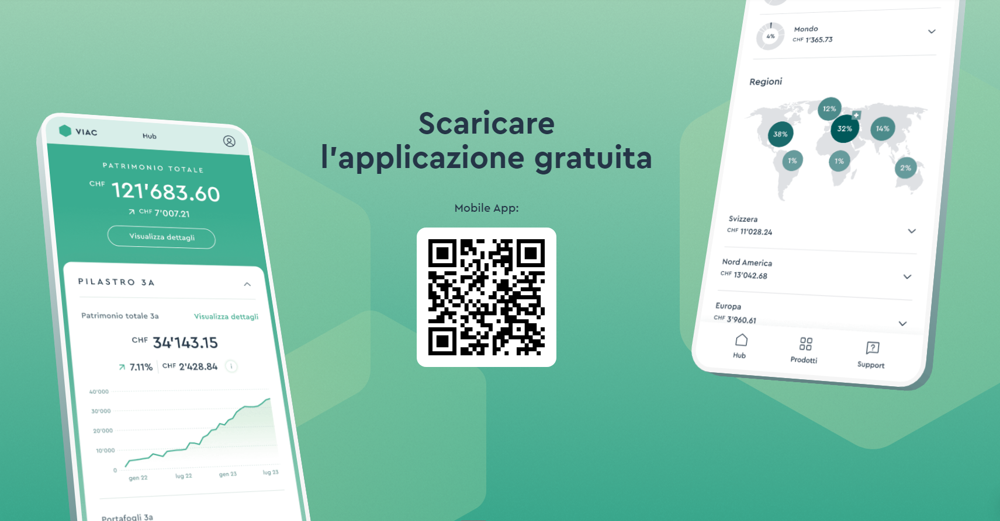 VIAC
Hub
PATRIMONIO TOTALE
CHF 121'683.60
CHF 7'007.21
Visualizza dettagli
PILASTRO 3A
Patrimonio totale 3a
Visualizza dettagli
CHF 34'143.15
7.11%
CHF 2'428.84
i
40'000
30'000
20'000
10'000
0
gen 22
lug 22
gen 23
lug 23
Portafogli 3a
Scaricare
l'applicazione gratuita
Mobile App:
4%
Mondo
CHF 1'365.73
Regioni
12%
38%
32%
14%
1%
1%
2%
Svizzera
CHF 11'028.24
Nord America
CHF 13'042.68
Europa
CHF 3'960.61
Hub
Prodotti
?
Support